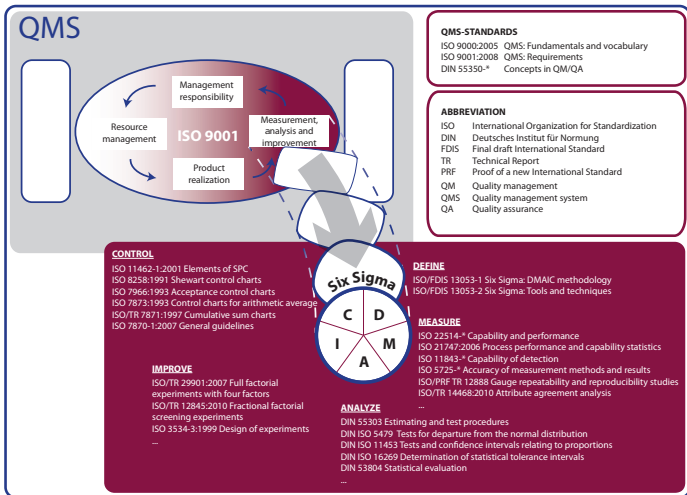 QMS
Management
responsibility
Resource
management
ISO 9001
Measurement,
analysis and
improvement
Product
realization
QMS-STANDARDS
ISO 9000:2005 QMS: Fundamentals and vocabulary
ISO 9001:2008 QMS: Requirements
DIN 55350-* Concepts in QM/QA
ABBREVIATION
ISO International Organization for Standardization
DIN Deutsches Institut für Normung
FDIS Final draft International Standard
TR Technical Report
PRF Proof of a new International Standard
QM Quality management
QMS Quality management system
QA Quality assurance
CONTROL
ISO 11462-1:2001 Elements of SPC
ISO 8258:1991 Shewart control charts
ISO 7966:1993 Acceptance control charts
ISO 7873:1993 Control charts for arithmetic average
ISO/TR 7871:1997 Cumulative sum charts
ISO 7870-1:2007 General guidelines
Six Sigma
C D
I M
A
DEFINE
ISO/FDIS 13053-1 Six Sigma: DMAIC methodology
ISO/FDIS 13053-2 Six Sigma: Tools and techniques
MEASURE
ISO 22514-* Capability and performance
ISO 21747:2006 Process performance and capability statistics
ISO 11843-* Capability of detection
ISO 5725-* Accuracy of measurement methods and results
ISO/PRF TR 12888 Gauge repeatability and reproducibility studies
ISO/TR 14468:2010 Attribute agreement analysis
...
IMPROVE
ISO/TR 29901:2007 Full factorial
experiments with four factors
ISO/TR 12845:2010 Fractional factorial
screening experiments
ISO 3534-3:1999 Design of experiments
...
ANALYZE
DIN 55303 Estimating and test procedures
DIN ISO 5479 Tests for departure from the normal distribution
DIN ISO 11453 Tests and confidence intervals relating to proportions
DIN ISO 16269 Determination of statistical tolerance intervals
DIN 53804 Statistical evaluation
...